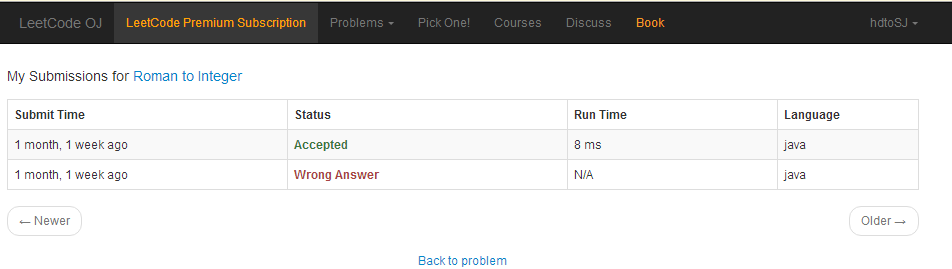 LeetCode OJ LeetCode Premium Subscription Problems Pick One! Courses Discuss Book hdtoSJ
My Submissions for Roman to Integer
Submit Time Status Run Time Language
1 month, 1 week ago Accepted 8 ms java
1 month, 1 week ago Wrong Answer N/A java
← Newer Older →
Back to problem